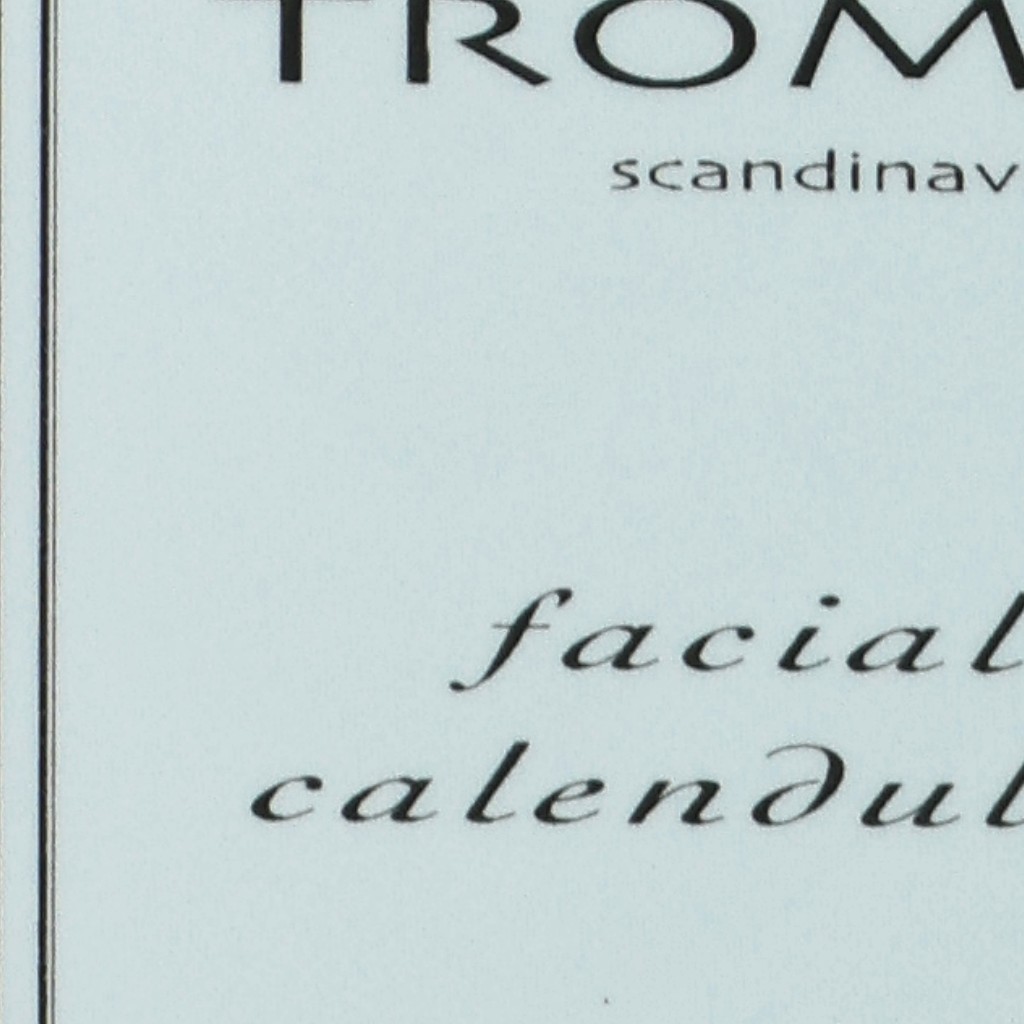 TROM
scandinav
facial
calendul